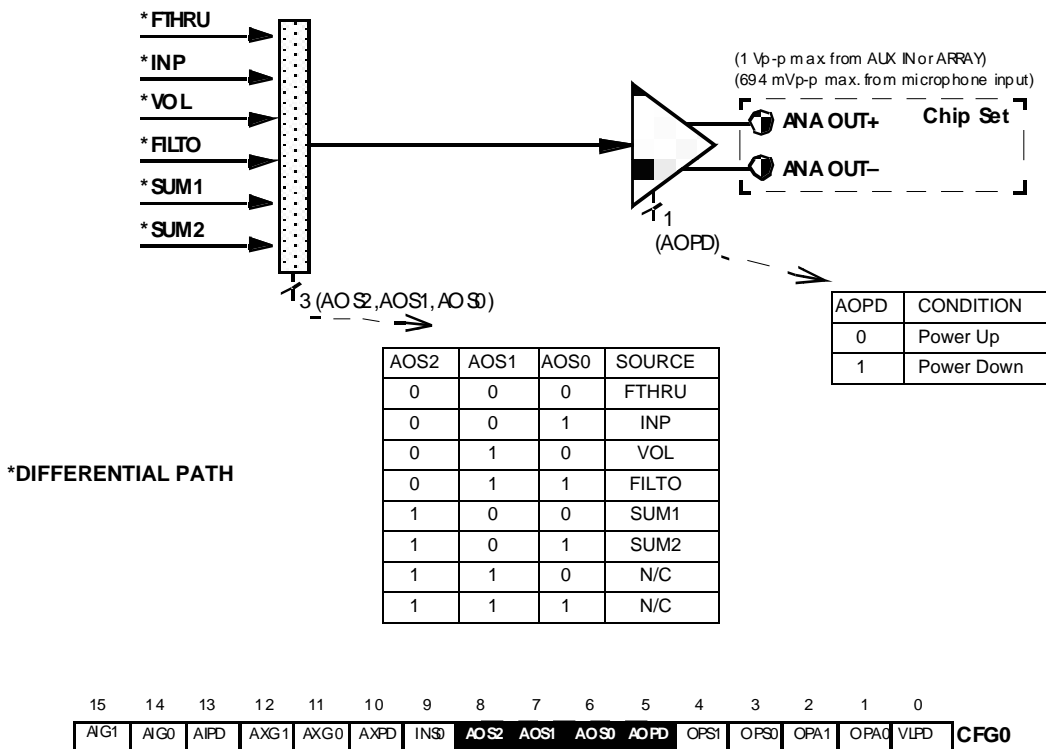 *FTHRU
*INP
*VOL
*FILTO
*SUM1
*SUM2
(1 Vp-p max. from AUX IN or ARRAY)
(694 mVp-p max. from microphone input)
Chip Set
ANA OUT+
ANA OUT–
1
(AOPD)
3 (AOS2,AOS1,AOS0)
AOPD CONDITION
0 Power Up
1 Power Down
AOS2 AOS1 AOS0 SOURCE
0 0 0 FTHRU
0 0 1 INP
0 1 0 VOL
0 1 1 FILTO
1 0 0 SUM1
1 0 1 SUM2
1 1 0 N/C
1 1 1 N/C
*DIFFERENTIAL PATH
15 14 13 12 11 10 9 8 7 6 5 4 3 2 1 0
AIG1 AIG0 AIPD AXG1 AXG0 AXPD INS0 AOS2 AOS1 AOS0 AOPD OPS1 OPS0 OPA1 OPA0 VLPD CFG0